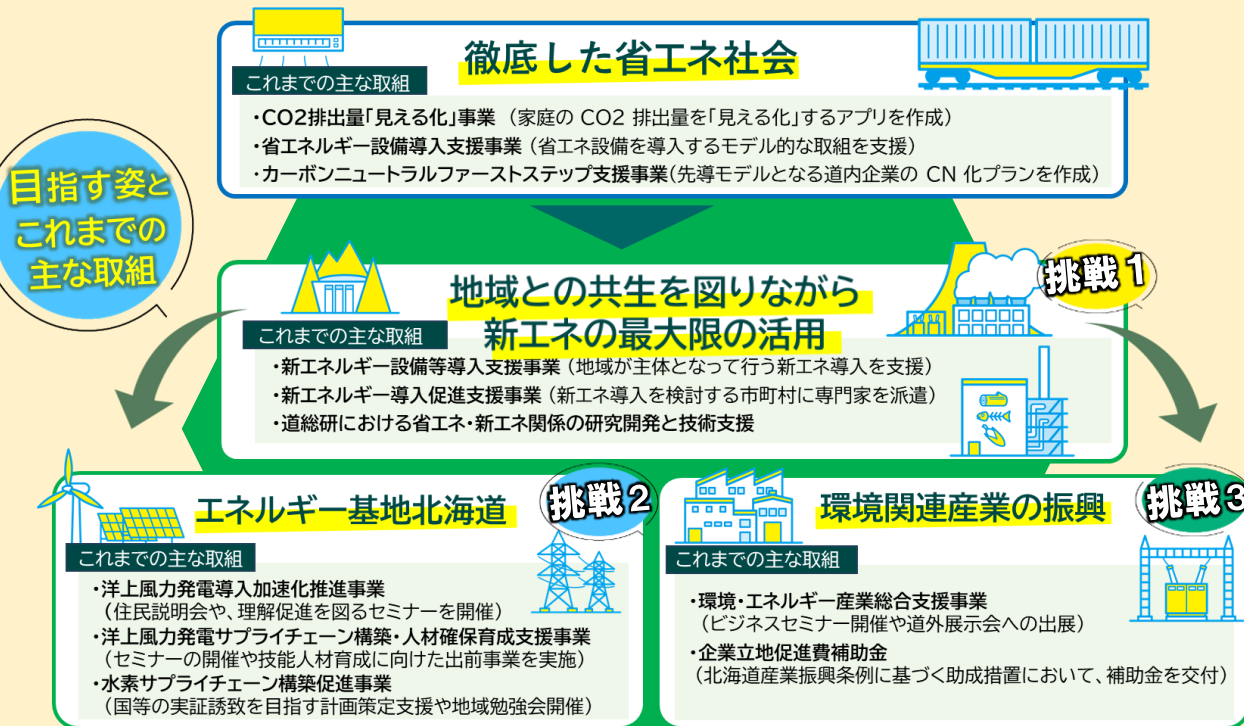 徹底した省エネ社会
これまでの主な取組
・CO2排出量「見える化」事業 （家庭の CO2 排出量を「見える化」するアプリを作成）
・省エネルギー設備導入支援事業 （省エネ設備を導入するモデル的な取組を支援）
・カーボンニュートラルファーストステップ支援事業（先導モデルとなる道内企業の CN 化プランを作成）
目指す姿と
これまでの
主な取組
挑戦1
地域との共生を図りながら
新エネの最大限の活用
これまでの主な取組
・新エネルギー設備等導入支援事業 （地域が主体となって行う新エネ導入を支援）
・新エネルギー導入促進支援事業 （新エネ導入を検討する市町村に専門家を派遣）
・道総研における省エネ・新エネ関係の研究開発と技術支援
エネルギー基地北海道
挑戦2
これまでの主な取組
・洋上風力発電導入加速化推進事業
（住民説明会や、理解促進を図るセミナーを開催）
・洋上風力発電サプライチェーン構築・人材確保育成支援事業
（セミナーの開催や技能人材育成に向けた出前事業を実施）
・水素サプライチェーン構築促進事業
（国等の実証誘致を目指す計画策定支援や地域勉強会開催）
環境関連産業の振興
挑戦3
これまでの主な取組
・環境・エネルギー産業総合支援事業
（ビジネスセミナー開催や道外展示会への出展）
・企業立地促進費補助金
（北海道産業振興条例に基づく助成措置において、補助金を交付）